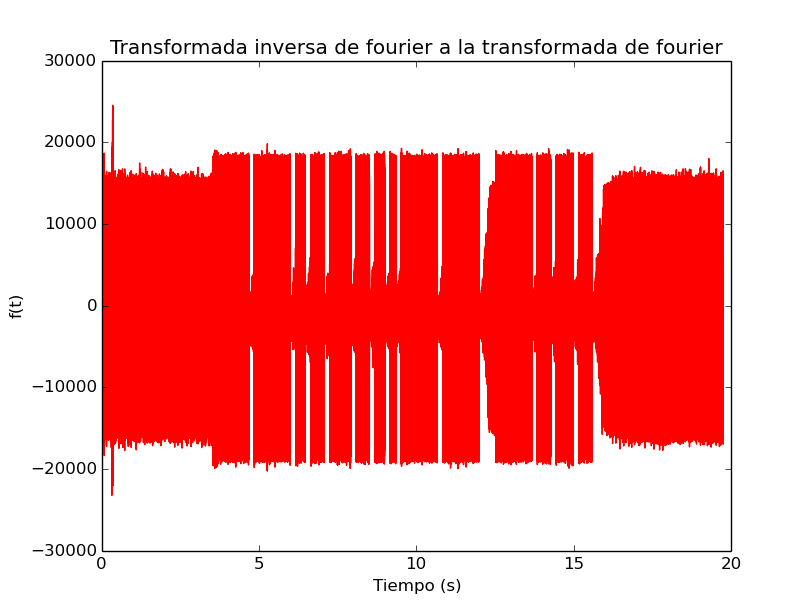 Transformada inversa de fourier a la transformada de fourier
30000
20000
10000
0
−10000
−20000
−30000
f(t)
0 5 10 15 20
Tiempo (s)